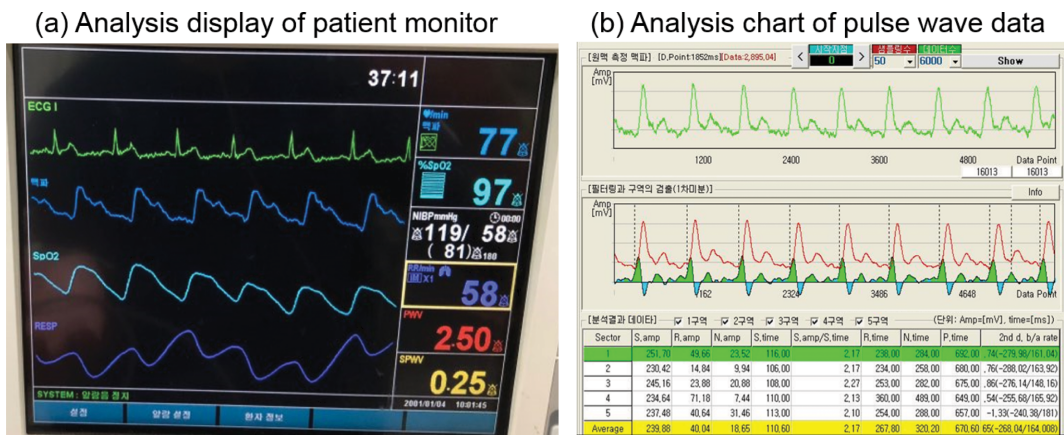 (a) Analysis display of patient monitor
37:11
ECG I
♥/min
맥파
77
맥파
%SpO2
97
NIBPmmHg 00:00
119/ 58
( 81) 180
SpO2
RR/min
X1
58
RESP
PWV
2.50
SPWV
0.25
SYSTEM : 알람음 정지
2001/01/04 10:01:45
설정 알람 설정 환자 정보
(b) Analysis chart of pulse wave data
[원맥 측정 맥파] [D,Point:1852ms][Data:2,895,04] < 시작지점 0 > 샘플링수 50 데이터수 6000 Show
Amp
[mV]
1200 2400 3600 4800 Data Point
16013 16013
[필터링과 구역의 검출(1차미분)] Info
Amp
[mV]
1162 2324 3486 4648 Data Point
[분석결과 데이타] 1구역 2구역 3구역 4구역 5구역 (단위: Amp=[mV], time=[ms])
Sector S,amp R,amp N,amp S,time S,amp/S,time R,time N,time P,time 2nd d, b/a rate
1 251,70 49,66 23,52 116,00 2,17 238,00 284,00 692,00 ,74(-279,98/161,04)
2 230,42 14,84 9,94 106,00 2,17 234,00 258,00 680,00 ,76(-288,02/163,92)
3 245,16 23,88 20,88 108,00 2,27 253,00 282,00 675,00 ,86(-276,14/148,16)
4 234,64 71,18 7,44 110,00 2,13 360,00 489,00 649,00 ,54(-255,68/165,92)
5 237,48 40,64 31,46 113,00 2,10 254,00 288,00 657,00 -1,33(-240,38/181)
Average 239,88 40,04 18,65 110,60 2,17 267,80 320,20 670,60 65(-268,04/164,008)